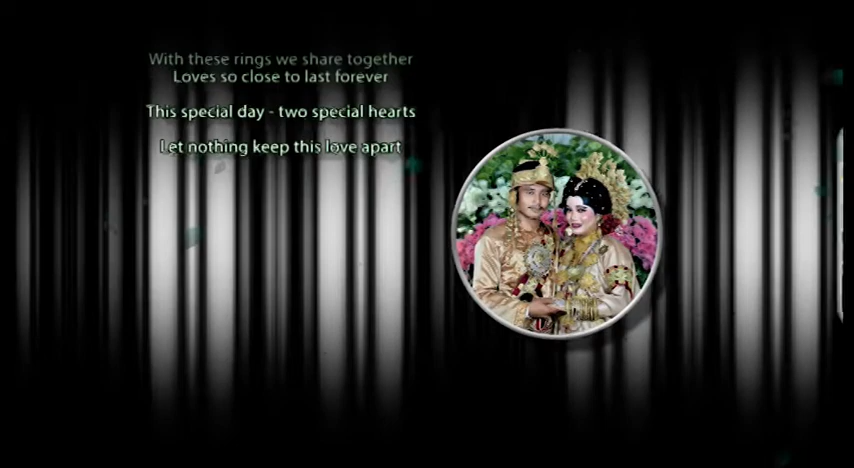 With these rings we share together
Loves so close to last forever
This special day - two special hearts
Let nothing keep this love apart